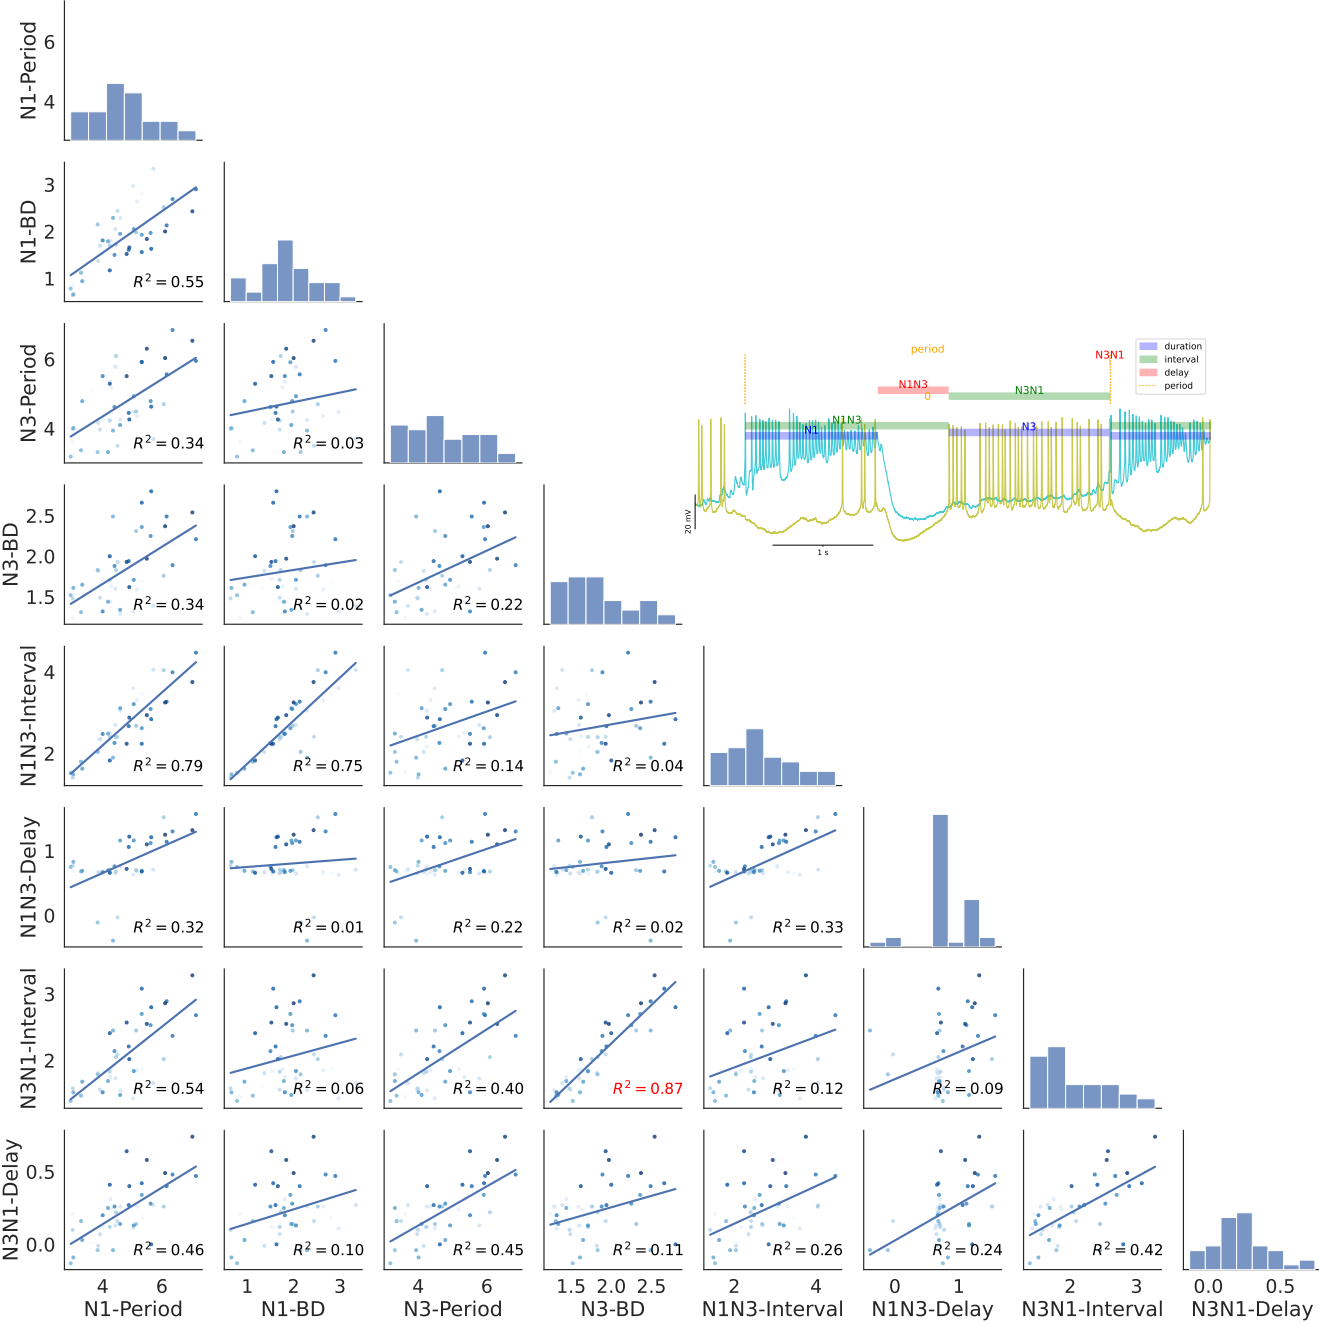 N1-Period
6
4
N1-BD
3
2
1
R² = 0.55
N3-Period
6
4
R² = 0.34
R² = 0.03
period
N3N1
duration
interval
delay
period
N1N3
0
N3N1
N1N3
N1
N3
20 mV
1 s
N3-BD
2.5
2.0
1.5
R² = 0.34
R² = 0.02
R² = 0.22
N1N3-Interval
4
2
R² = 0.79
R² = 0.75
R² = 0.14
R² = 0.04
N1N3-Delay
1
0
R² = 0.32
R² = 0.01
R² = 0.22
R² = 0.02
R² = 0.33
N3N1-Interval
3
2
R² = 0.54
R² = 0.06
R² = 0.40
R² = 0.87
R² = 0.12
R² = 0.09
N3N1-Delay
0.5
0.0
R² = 0.46
R² = 0.10
R² = 0.45
R² = 0.11
R² = 0.26
R² = 0.24
R² = 0.42
4 6 1 2 3 4 6 1.5 2.0 2.5 2 4 0 1 2 3 0.0 0.5
N1-Period N1-BD N3-Period N3-BD N1N3-Interval N1N3-Delay N3N1-Interval N3N1-Delay